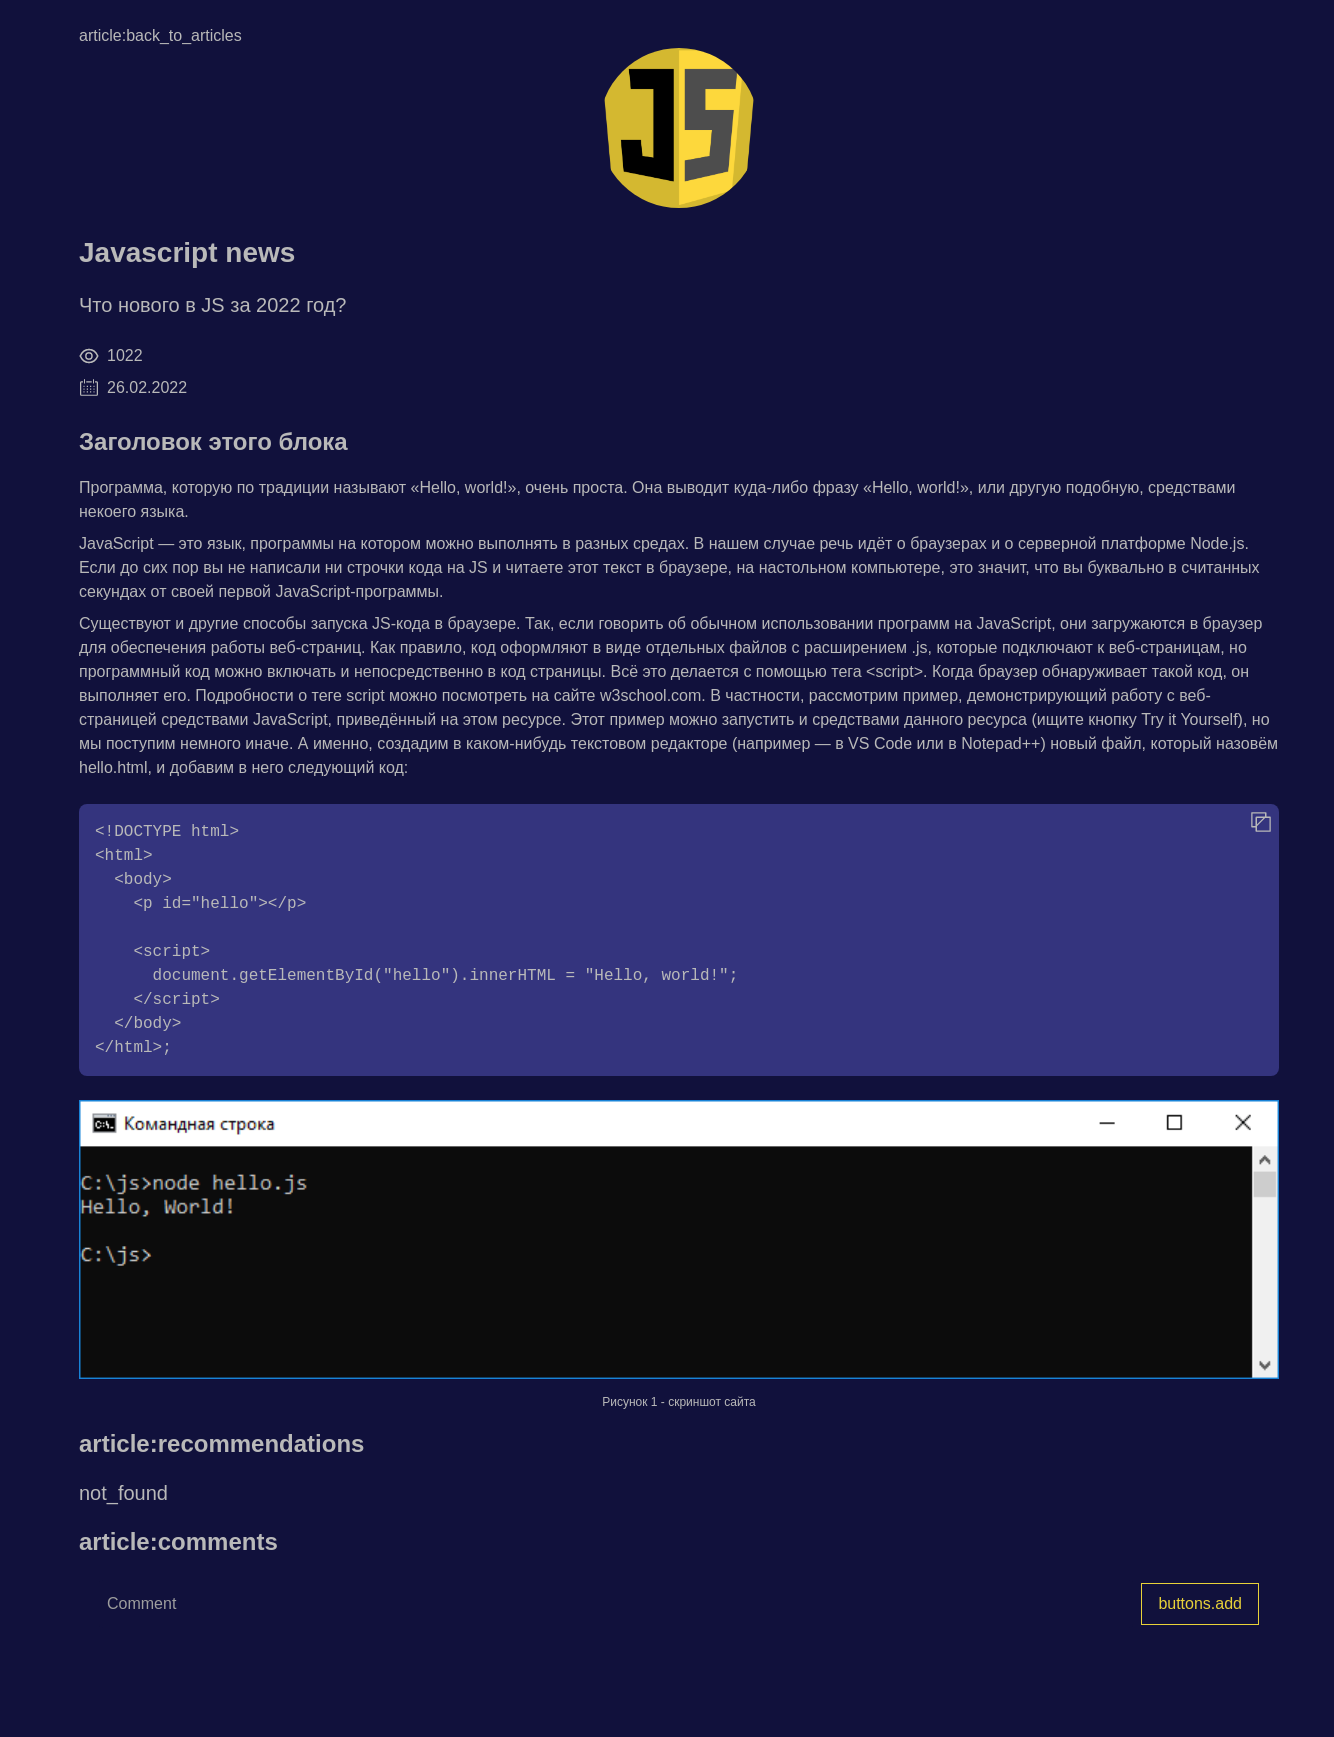 article:back_to_articles
JS
Javascript news
Что нового в JS за 2022 год?
1022
26.02.2022
Заголовок этого блока
Программа, которую по традиции называют «Hello, world!», очень проста. Она выводит куда-либо фразу «Hello, world!», или другую подобную, средствами
некоего языка.
JavaScript — это язык, программы на котором можно выполнять в разных средах. В нашем случае речь идёт о браузерах и о серверной платформе Node.js.
Если до сих пор вы не написали ни строчки кода на JS и читаете этот текст в браузере, на настольном компьютере, это значит, что вы буквально в считанных
секундах от своей первой JavaScript-программы.
Существуют и другие способы запуска JS-кода в браузере. Так, если говорить об обычном использовании программ на JavaScript, они загружаются в браузер
для обеспечения работы веб-страниц. Как правило, код оформляют в виде отдельных файлов с расширением .js, которые подключают к веб-страницам, но
программный код можно включать и непосредственно в код страницы. Всё это делается с помощью тега <script>. Когда браузер обнаруживает такой код, он
выполняет его. Подробности о теге script можно посмотреть на сайте w3school.com. В частности, рассмотрим пример, демонстрирующий работу с веб-
страницей средствами JavaScript, приведённый на этом ресурсе. Этот пример можно запустить и средствами данного ресурса (ищите кнопку Try it Yourself), но
мы поступим немного иначе. А именно, создадим в каком-нибудь текстовом редакторе (например — в VS Code или в Notepad++) новый файл, который назовём
hello.html, и добавим в него следующий код:
<!DOCTYPE html>
<html>
  <body>
    <p id="hello"></p>

    <script>
      document.getElementById("hello").innerHTML = "Hello, world!";
    </script>
  </body>
</html>;
Командная строка
C:\js>node hello.js
Hello, World!
C:\js>
Рисунок 1 - скриншот сайта
article:recommendations
not_found
article:comments
Comment
buttons.add